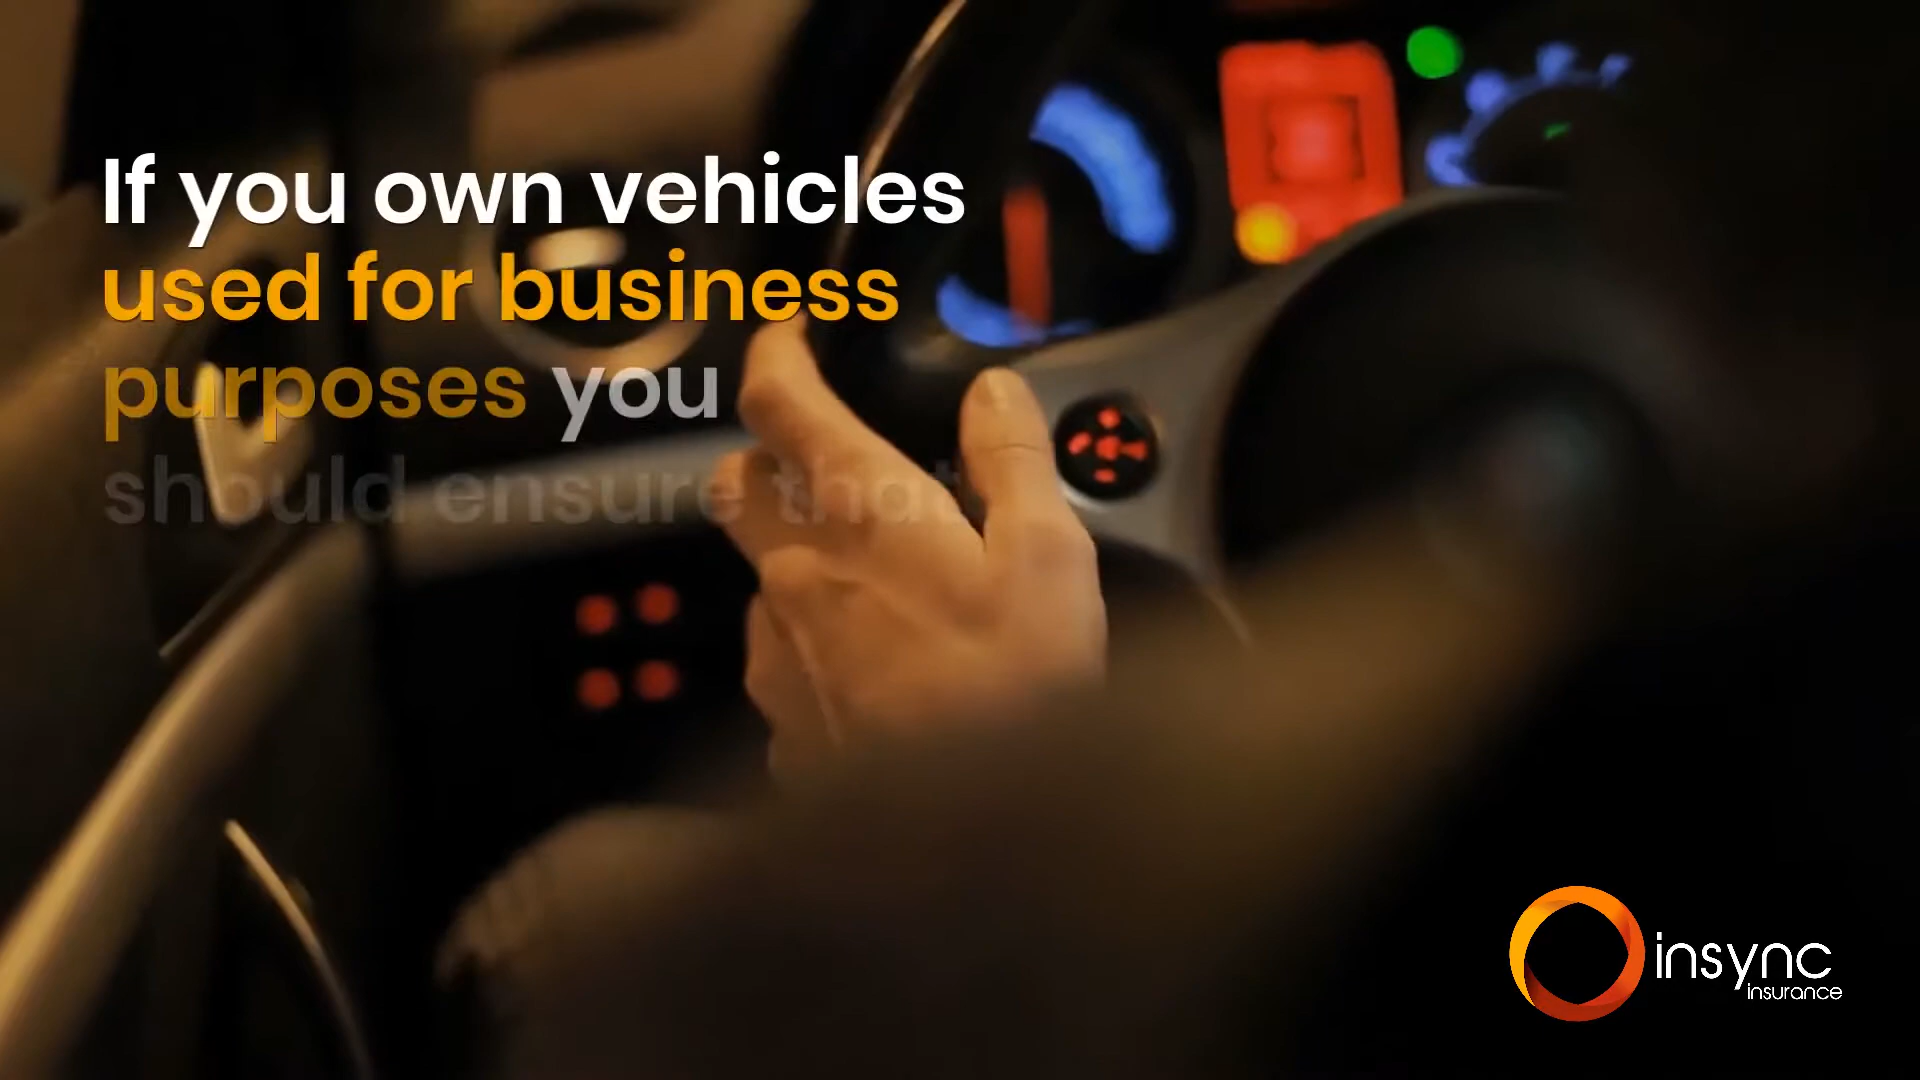 If you own vehicles
used for business
purposes you
should ensure that
insync
insurance